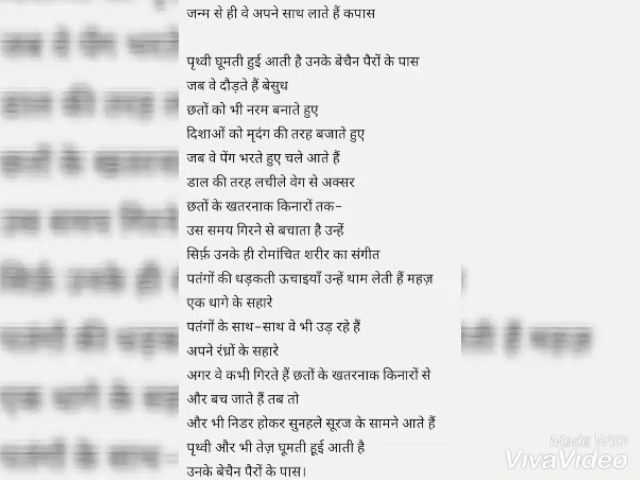 जन्म से ही वे अपने साथ लाते हैं कपास
पृथ्वी घूमती हुई आती है उनके बेचैन पैरों के पास
जब वे दौड़ते हैं बेसुध
छतों को भी नरम बनाते हुए
दिशाओं को मृदंग की तरह बजाते हुए
जब वे पेंग भरते हुए चले आते हैं
डाल की तरह लचीले वेग से अक्सर
छतों के खतरनाक किनारों तक-
उस समय गिरने से बचाता है उन्हें
सिर्फ़ उनके ही रोमांचित शरीर का संगीत
पतंगों की धड़कती ऊचाइयाँ उन्हें थाम लेती हैं महज़
एक धागे के सहारे
पतंगों के साथ-साथ वे भी उड़ रहे हैं
अपने रंध्रों के सहारे
अगर वे कभी गिरते हैं छतों के खतरनाक किनारों से
और बच जाते हैं तब तो
और भी निडर होकर सुनहले सूरज के सामने आते हैं
पृथ्वी और भी तेज़ घूमती हूई आती है
उनके बेचैन पैरों के पास।
Made With
VivaVideo